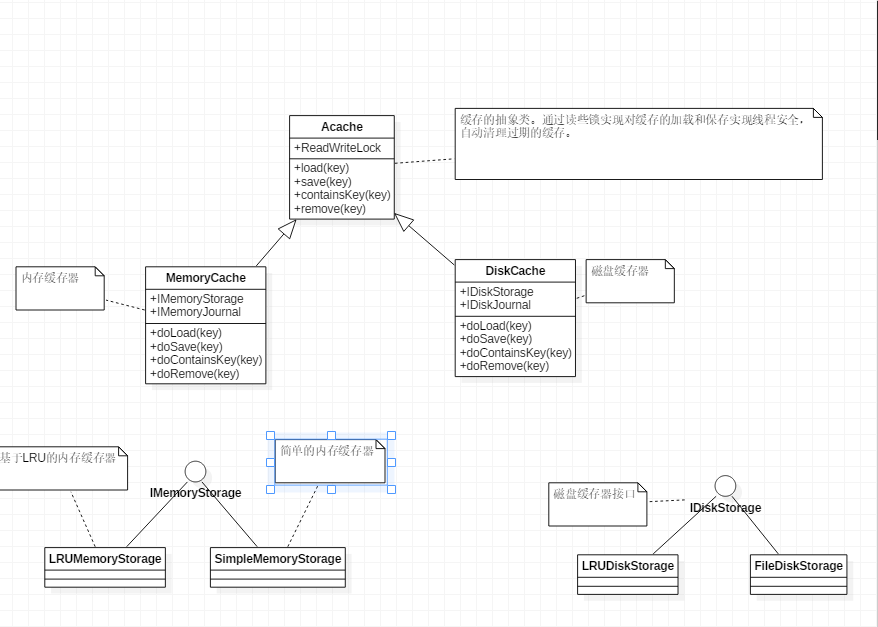 Acache
+ReadWriteLock
+load(key)
+save(key)
+containsKey(key)
+remove(key)
缓存的抽象类。通过读些锁实现对缓存的加载和保存实现线程安全，
自动清理过期的缓存。
内存缓存器
MemoryCache
+IMemoryStorage
+IMemoryJournal
+doLoad(key)
+doSave(key)
+doContainsKey(key)
+doRemove(key)
DiskCache
+IDiskStorage
+IDiskJournal
+doLoad(key)
+doSave(key)
+doContainsKey(key)
+doRemove(key)
磁盘缓存器
基于LRU的内存缓存器
IMemoryStorage
简单的内存缓存器
LRUMemoryStorage
SimpleMemoryStorage
磁盘缓存器接口
IDiskStorage
LRUDiskStorage
FileDiskStorage